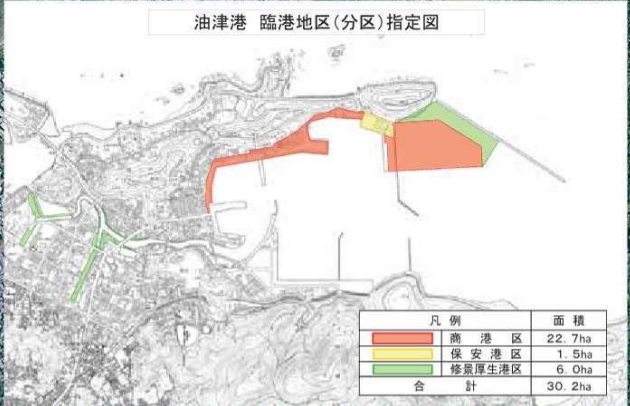 油津港 臨港地区(分区)指定図
凡例 面積
商港区 22.7ha
保安港区 1.5ha
修景厚生港区 6.0ha
合計 30.2ha